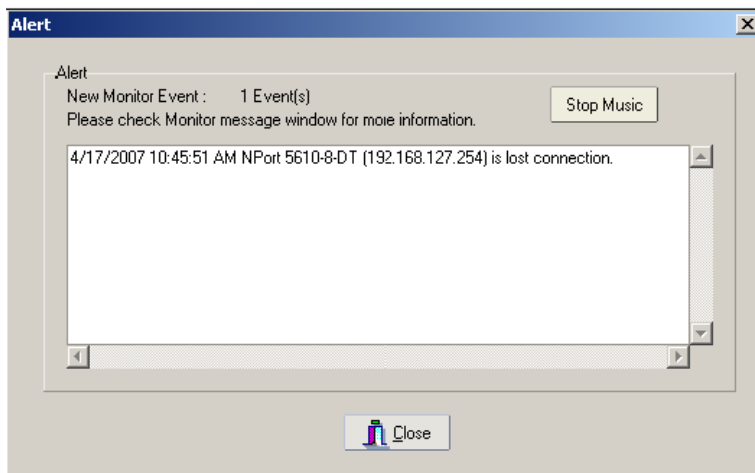 Alert
Alert
New Monitor Event : 1 Event(s)
Stop Music
Please check Monitor message window for more information.
4/17/2007 10:45:51 AM NPort 5610-8-DT (192.168.127.254) is lost connection.
Close